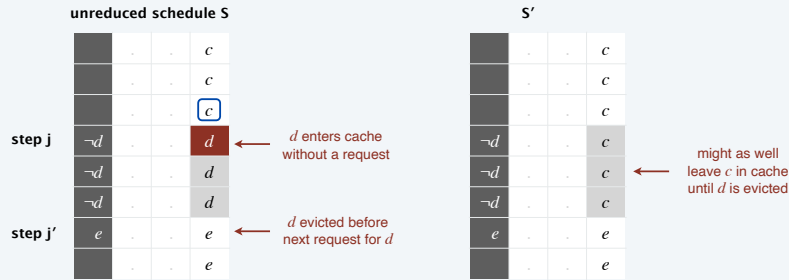 unreduced schedule S
S′
. . c . . c
. . c . . c
. . c . . c
step j ¬d . . d ¬d . . c
d enters cache
without a request
¬d . . d ¬d . . c
might as well
leave c in cache
until d is evicted
¬d . . d ¬d . . c
step j′ e . . e e . . e
d evicted before
next request for d
. . e . . e